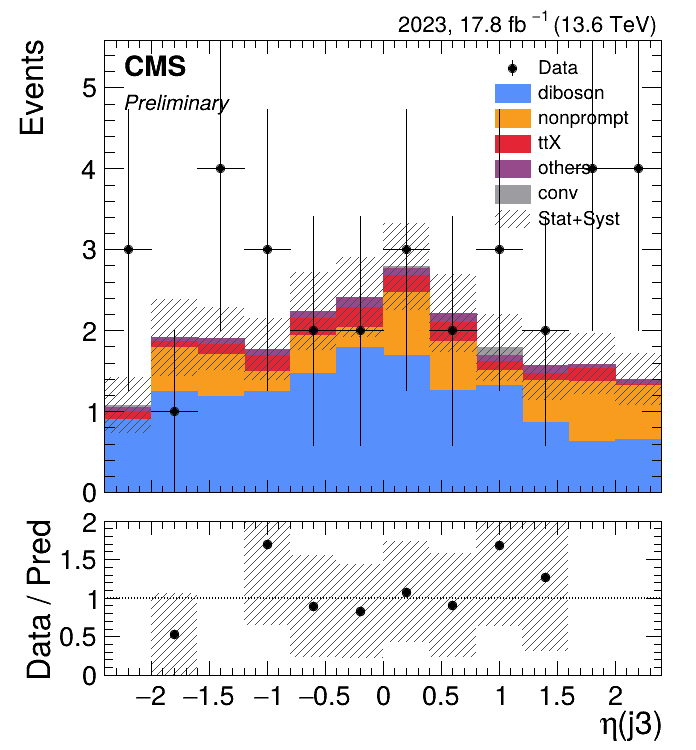 2023, 17.8 fb⁻¹ (13.6 TeV)
CMS
Preliminary
Data
diboson
nonprompt
ttX
others
conv
Stat+Syst
Events
5
4
3
2
1
0
Data / Pred
2
1.5
1
0.5
0
−2 −1.5 −1 −0.5 0 0.5 1 1.5 2
η(j3)